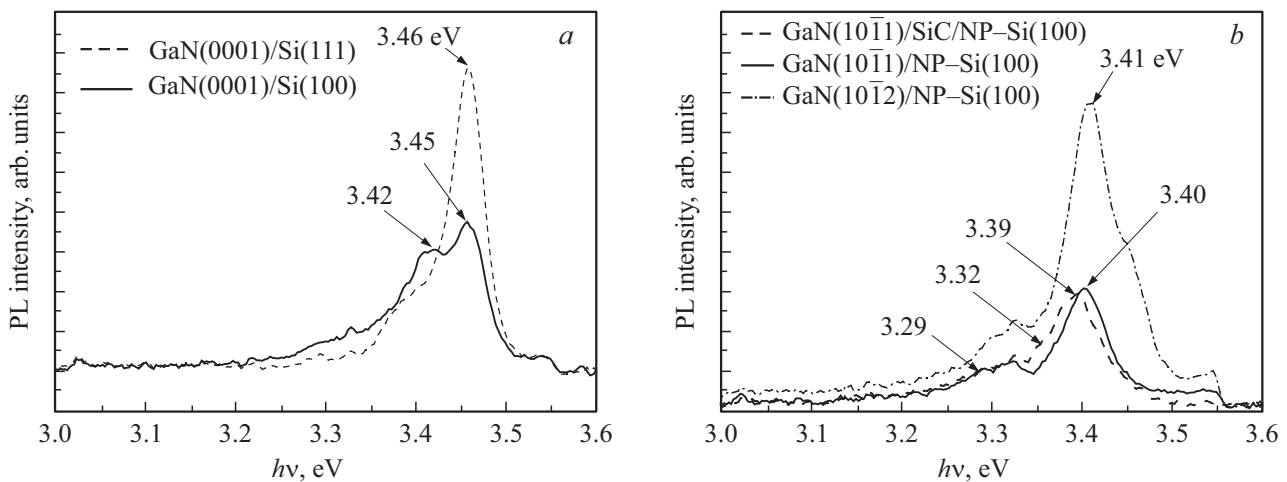 a
GaN(0001)/Si(111)
GaN(0001)/Si(100)
3.46 eV
3.45
3.42
PL intensity, arb. units
3.0 3.1 3.2 3.3 3.4 3.5 3.6
hν, eV
b
GaN(101̅1)/SiC/NP–Si(100)
GaN(101̅1)/NP–Si(100)
GaN(101̅2)/NP–Si(100)
3.41 eV
3.40
3.39
3.32
3.29
PL intensity, arb. units
3.0 3.1 3.2 3.3 3.4 3.5 3.6
hν, eV